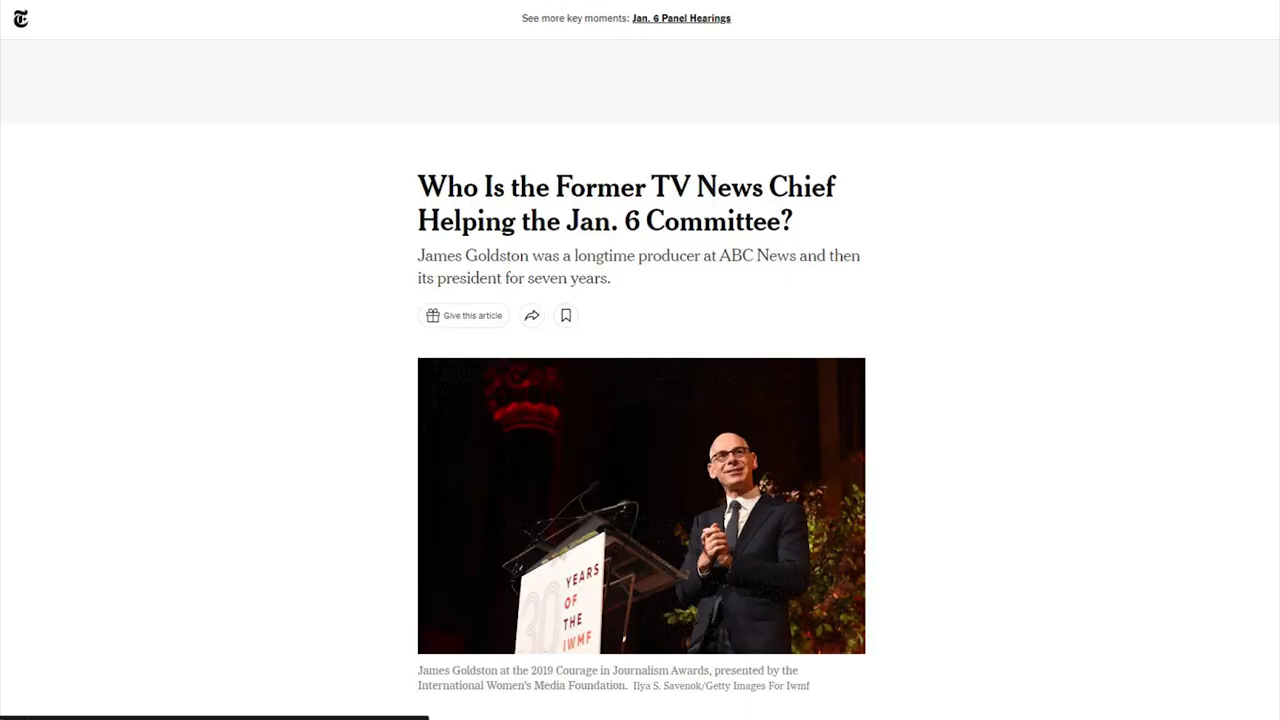 See more key moments: Jan. 6 Panel Hearings
Who Is the Former TV News Chief
Helping the Jan. 6 Committee?
James Goldston was a longtime producer at ABC News and then
its president for seven years.
Give this article
30
YEARS
OF
THE
IWMF
James Goldston at the 2019 Courage in Journalism Awards, presented by the
International Women's Media Foundation. Ilya S. Savenok/Getty Images For Iwmf